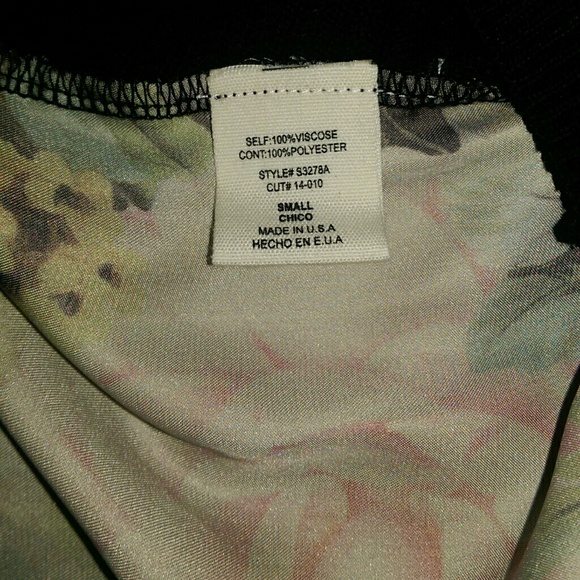 SELF:100%VISCOSE
CONT:100%POLYESTER
STYLE# S3278A
CUT# 14-010
SMALL
CHICO
MADE IN U.S.A
HECHO EN E.U.A